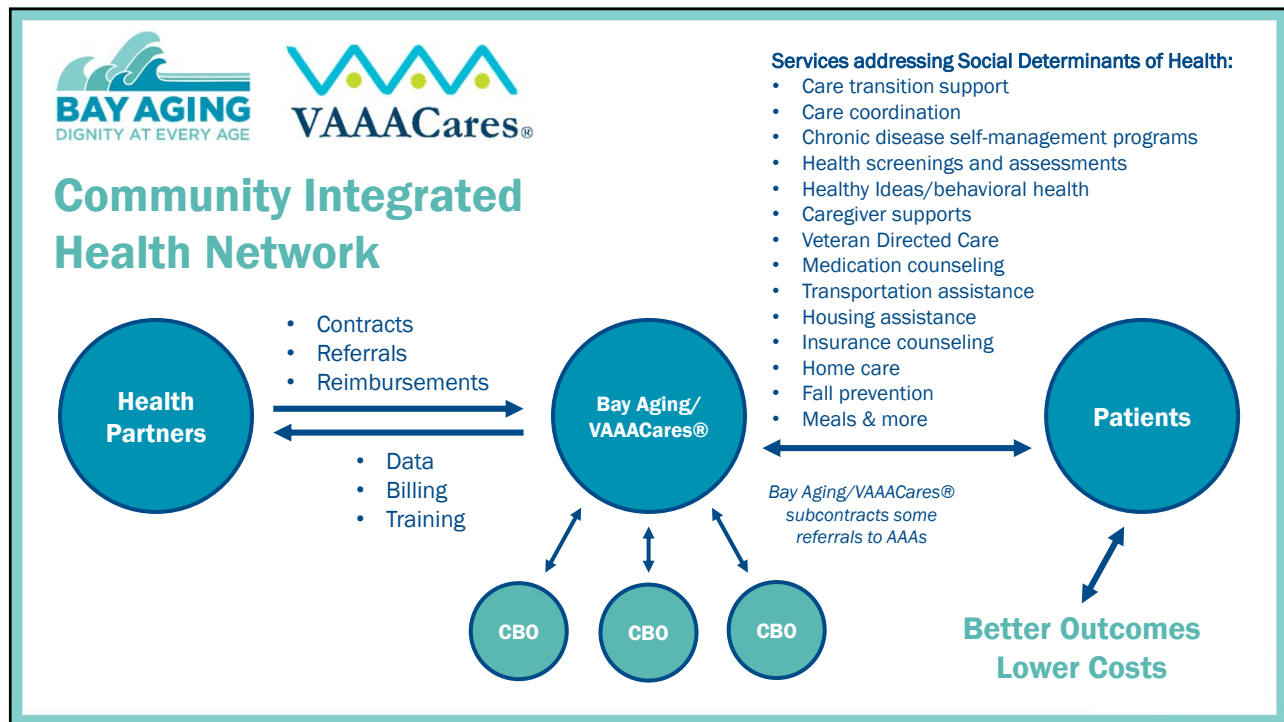 BAY AGING
DIGNITY AT EVERY AGE
VAAACares®
Community Integrated
Health Network
Services addressing Social Determinants of Health:
• Care transition support
• Care coordination
• Chronic disease self-management programs
• Health screenings and assessments
• Healthy Ideas/behavioral health
• Caregiver supports
• Veteran Directed Care
• Medication counseling
• Transportation assistance
• Housing assistance
• Insurance counseling
• Home care
• Fall prevention
• Meals & more
Health
Partners
• Contracts
• Referrals
• Reimbursements
• Data
• Billing
• Training
Bay Aging/
VAAACares®
Patients
Bay Aging/VAAACares®
subcontracts some
referrals to AAAs
CBO
CBO
CBO
Better Outcomes
Lower Costs